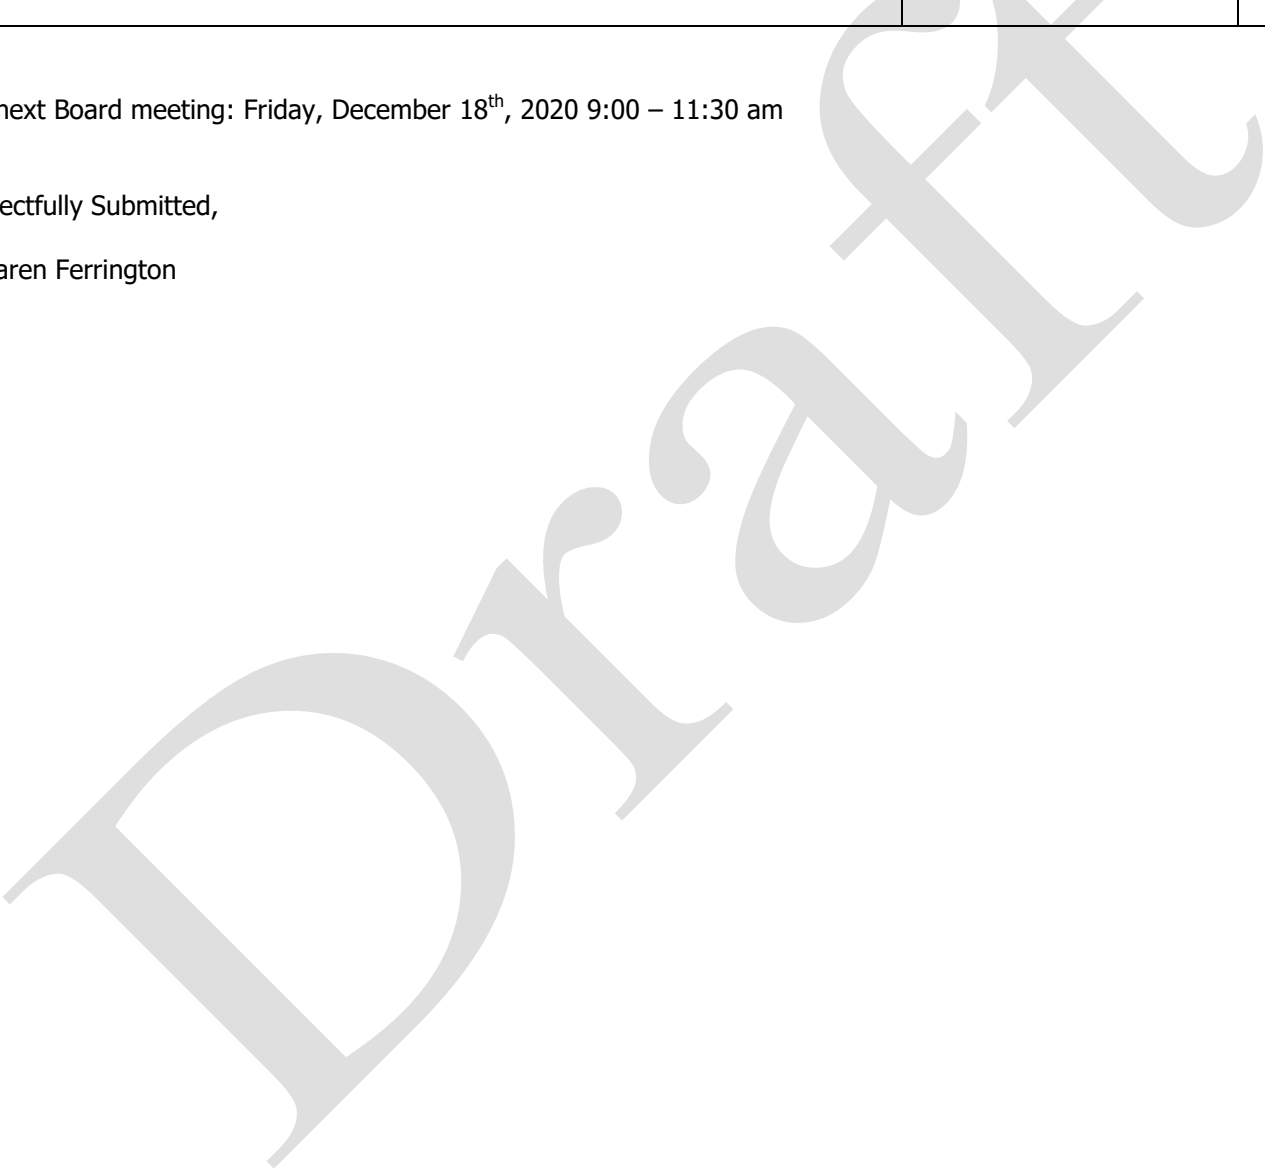 next Board meeting: Friday, December 18th, 2020 9:00 – 11:30 am
ectfully Submitted,
aren Ferrington
Draft